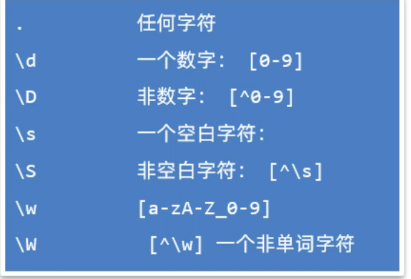 . 任何字符
\d 一个数字: [0-9]
\D 非数字: [^0-9]
\s 一个空白字符:
\S 非空白字符: [^\s]
\w [a-zA-Z_0-9]
\W [^\w] 一个非单词字符